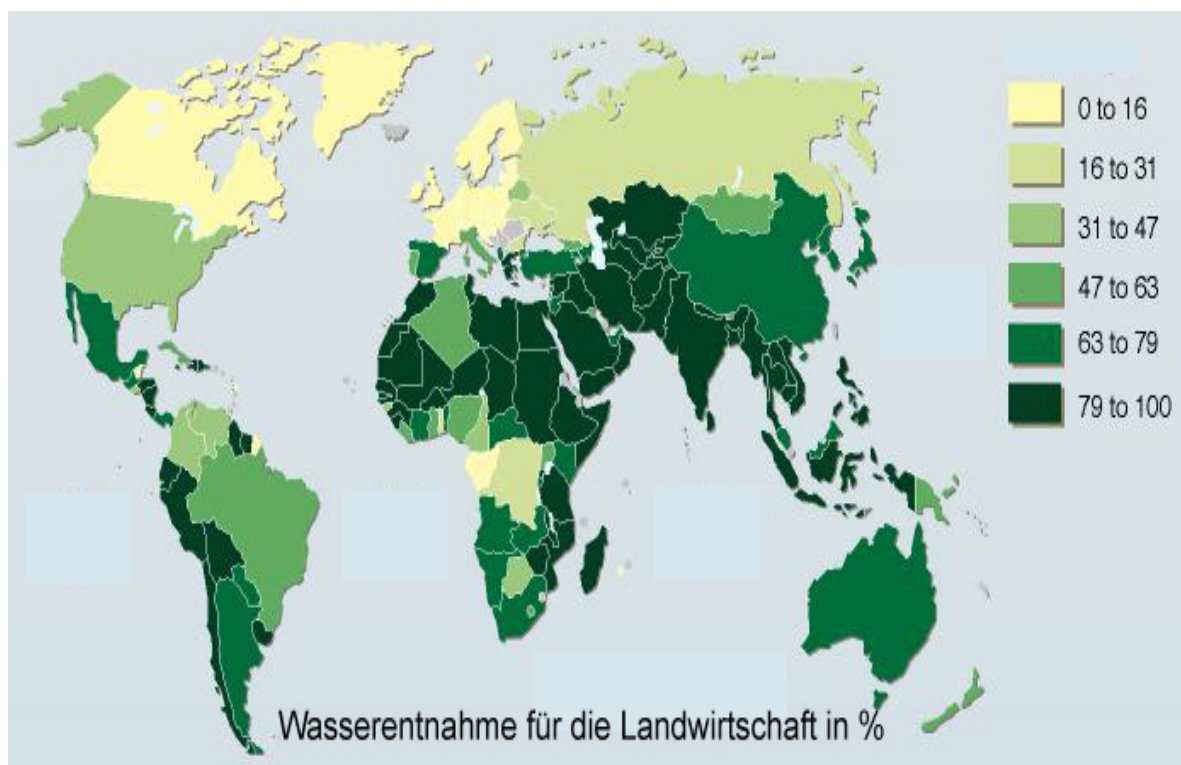 0 to 16
16 to 31
31 to 47
47 to 63
63 to 79
79 to 100
Wasserentnahme für die Landwirtschaft in %